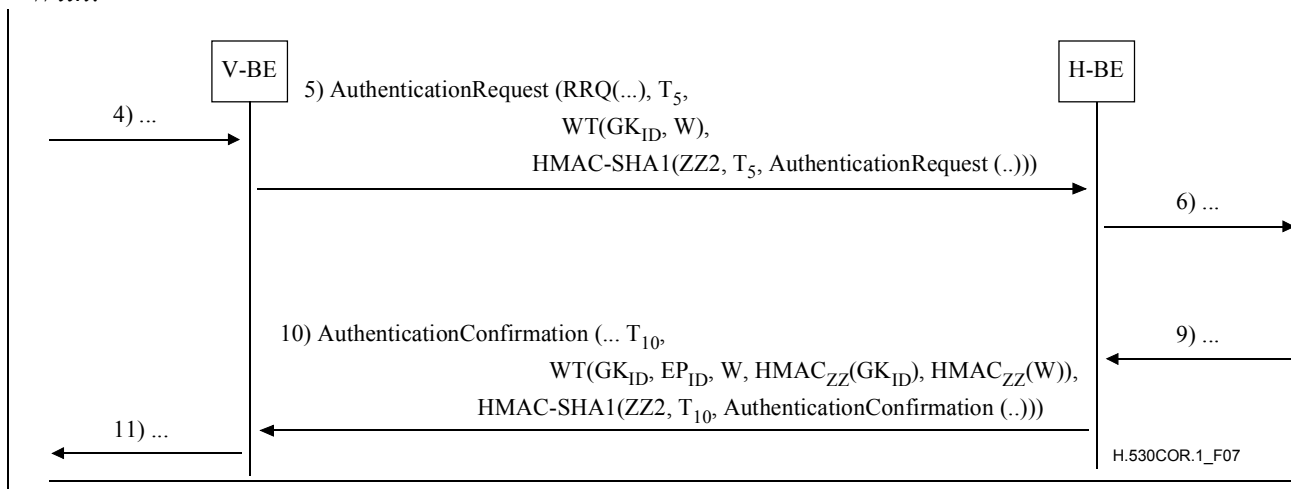 V-BE
H-BE
5) AuthenticationRequest (RRQ(...), T5,
4) ...
WT(GKID, W),
HMAC-SHA1(ZZ2, T5, AuthenticationRequest (..)))
6) ...
10) AuthenticationConfirmation (... T10,
9) ...
WT(GKID, EPID, W, HMACZZ(GKID), HMACZZ(W)),
HMAC-SHA1(ZZ2, T10, AuthenticationConfirmation (..)))
11) ...
H.530COR.1_F07